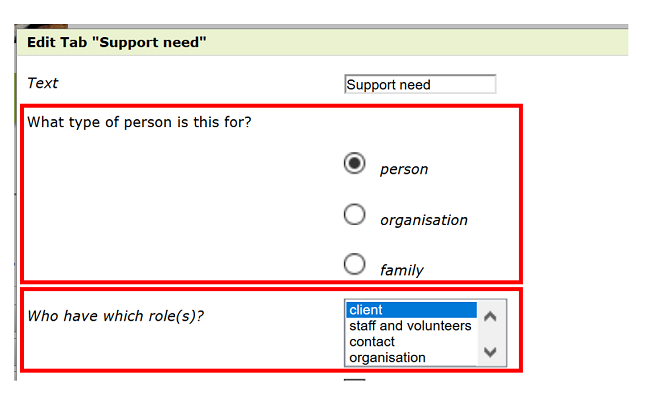 Edit Tab "Support need"
Text
Support need
What type of person is this for?
person
organisation
family
Who have which role(s)?
client
staff and volunteers
contact
organisation